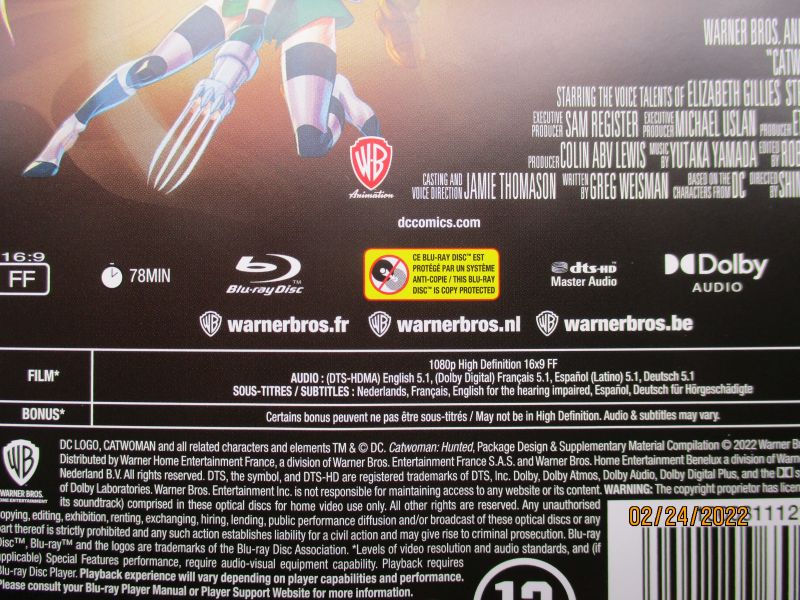 WARNER BROS. AN
"CATW
STARRING THE VOICE TALENTS OF ELIZABETH GILLIES ST
EXECUTIVE PRODUCER SAM REGISTER EXECUTIVE PRODUCER MICHAEL USLAN PRODUCER E
PRODUCER COLIN ABV LEWIS MUSIC BY YUTAKA YAMADA EDITED BY ROB
CASTING AND VOICE DIRECTION JAMIE THOMASON WRITTEN BY GREG WEISMAN BASED ON THE CHARACTERS FROM DC DIRECTED BY SHIN
WB
Animation
dccomics.com
16:9
FF
78MIN
Blu-ray Disc™
CE BLU-RAY DISC™ EST
PROTÉGÉ PAR UN SYSTÈME
ANTI-COPIE / THIS BLU-RAY
DISC™ IS COPY PROTECTED
dts-HD
Master Audio
Dolby
AUDIO
warnerbros.fr warnerbros.nl warnerbros.be
FILM*
1080p High Definition 16x9 FF
AUDIO : (DTS-HDMA) English 5.1, (Dolby Digital) Français 5.1, Español (Latino) 5.1, Deutsch 5.1
SOUS-TITRES / SUBTITLES : Nederlands, Français, English for the hearing impaired, Español, Deutsch für Hörgeschädigte
BONUS*
Certains bonus peuvent ne pas être sous-titrés / May not be in High Definition. Audio & subtitles may vary.
WB
WARNER BROS.
HOME ENTERTAINMENT
DC LOGO, CATWOMAN and all related characters and elements TM & © DC. Catwoman: Hunted, Package Design & Supplementary Material Compilation © 2022 Warner B
Distributed by Warner Home Entertainment France, a division of Warner Bros. Entertainment France S.A.S. and Warner Bros. Home Entertainment Benelux a division of Warn
Nederland B.V. All rights reserved. DTS, the symbol, and DTS-HD are registered trademarks of DTS, Inc. Dolby, Dolby Atmos, Dolby Audio, Dolby Digital Plus, and the DD s
of Dolby Laboratories. Warner Bros. Entertainment Inc. is not responsible for maintaining access to any website or its content. WARNING: The copyright proprietor has licen
its soundtrack) comprised in these optical discs for home video use only. All other rights are reserved. Any unauthorised
copying, editing, exhibition, renting, exchanging, hiring, lending, public performance diffusion and/or broadcast of these optical discs or any
part thereof is strictly prohibited and any such action establishes liability for a civil action and may give rise to criminal prosecution. Blu-ray
Disc™, Blu-ray™ and the logos are trademarks of the Blu-ray Disc Association. *Levels of video resolution and audio standards, and (if
applicable) Special Features performance, require audio-visual equipment capability. Playback requires
Blu-ray Disc Player. Playback experience will vary depending on player capabilities and performance.
Please consult your Blu-ray Player Manual or Player Support Website for more information.
12
1112
02/24/2022